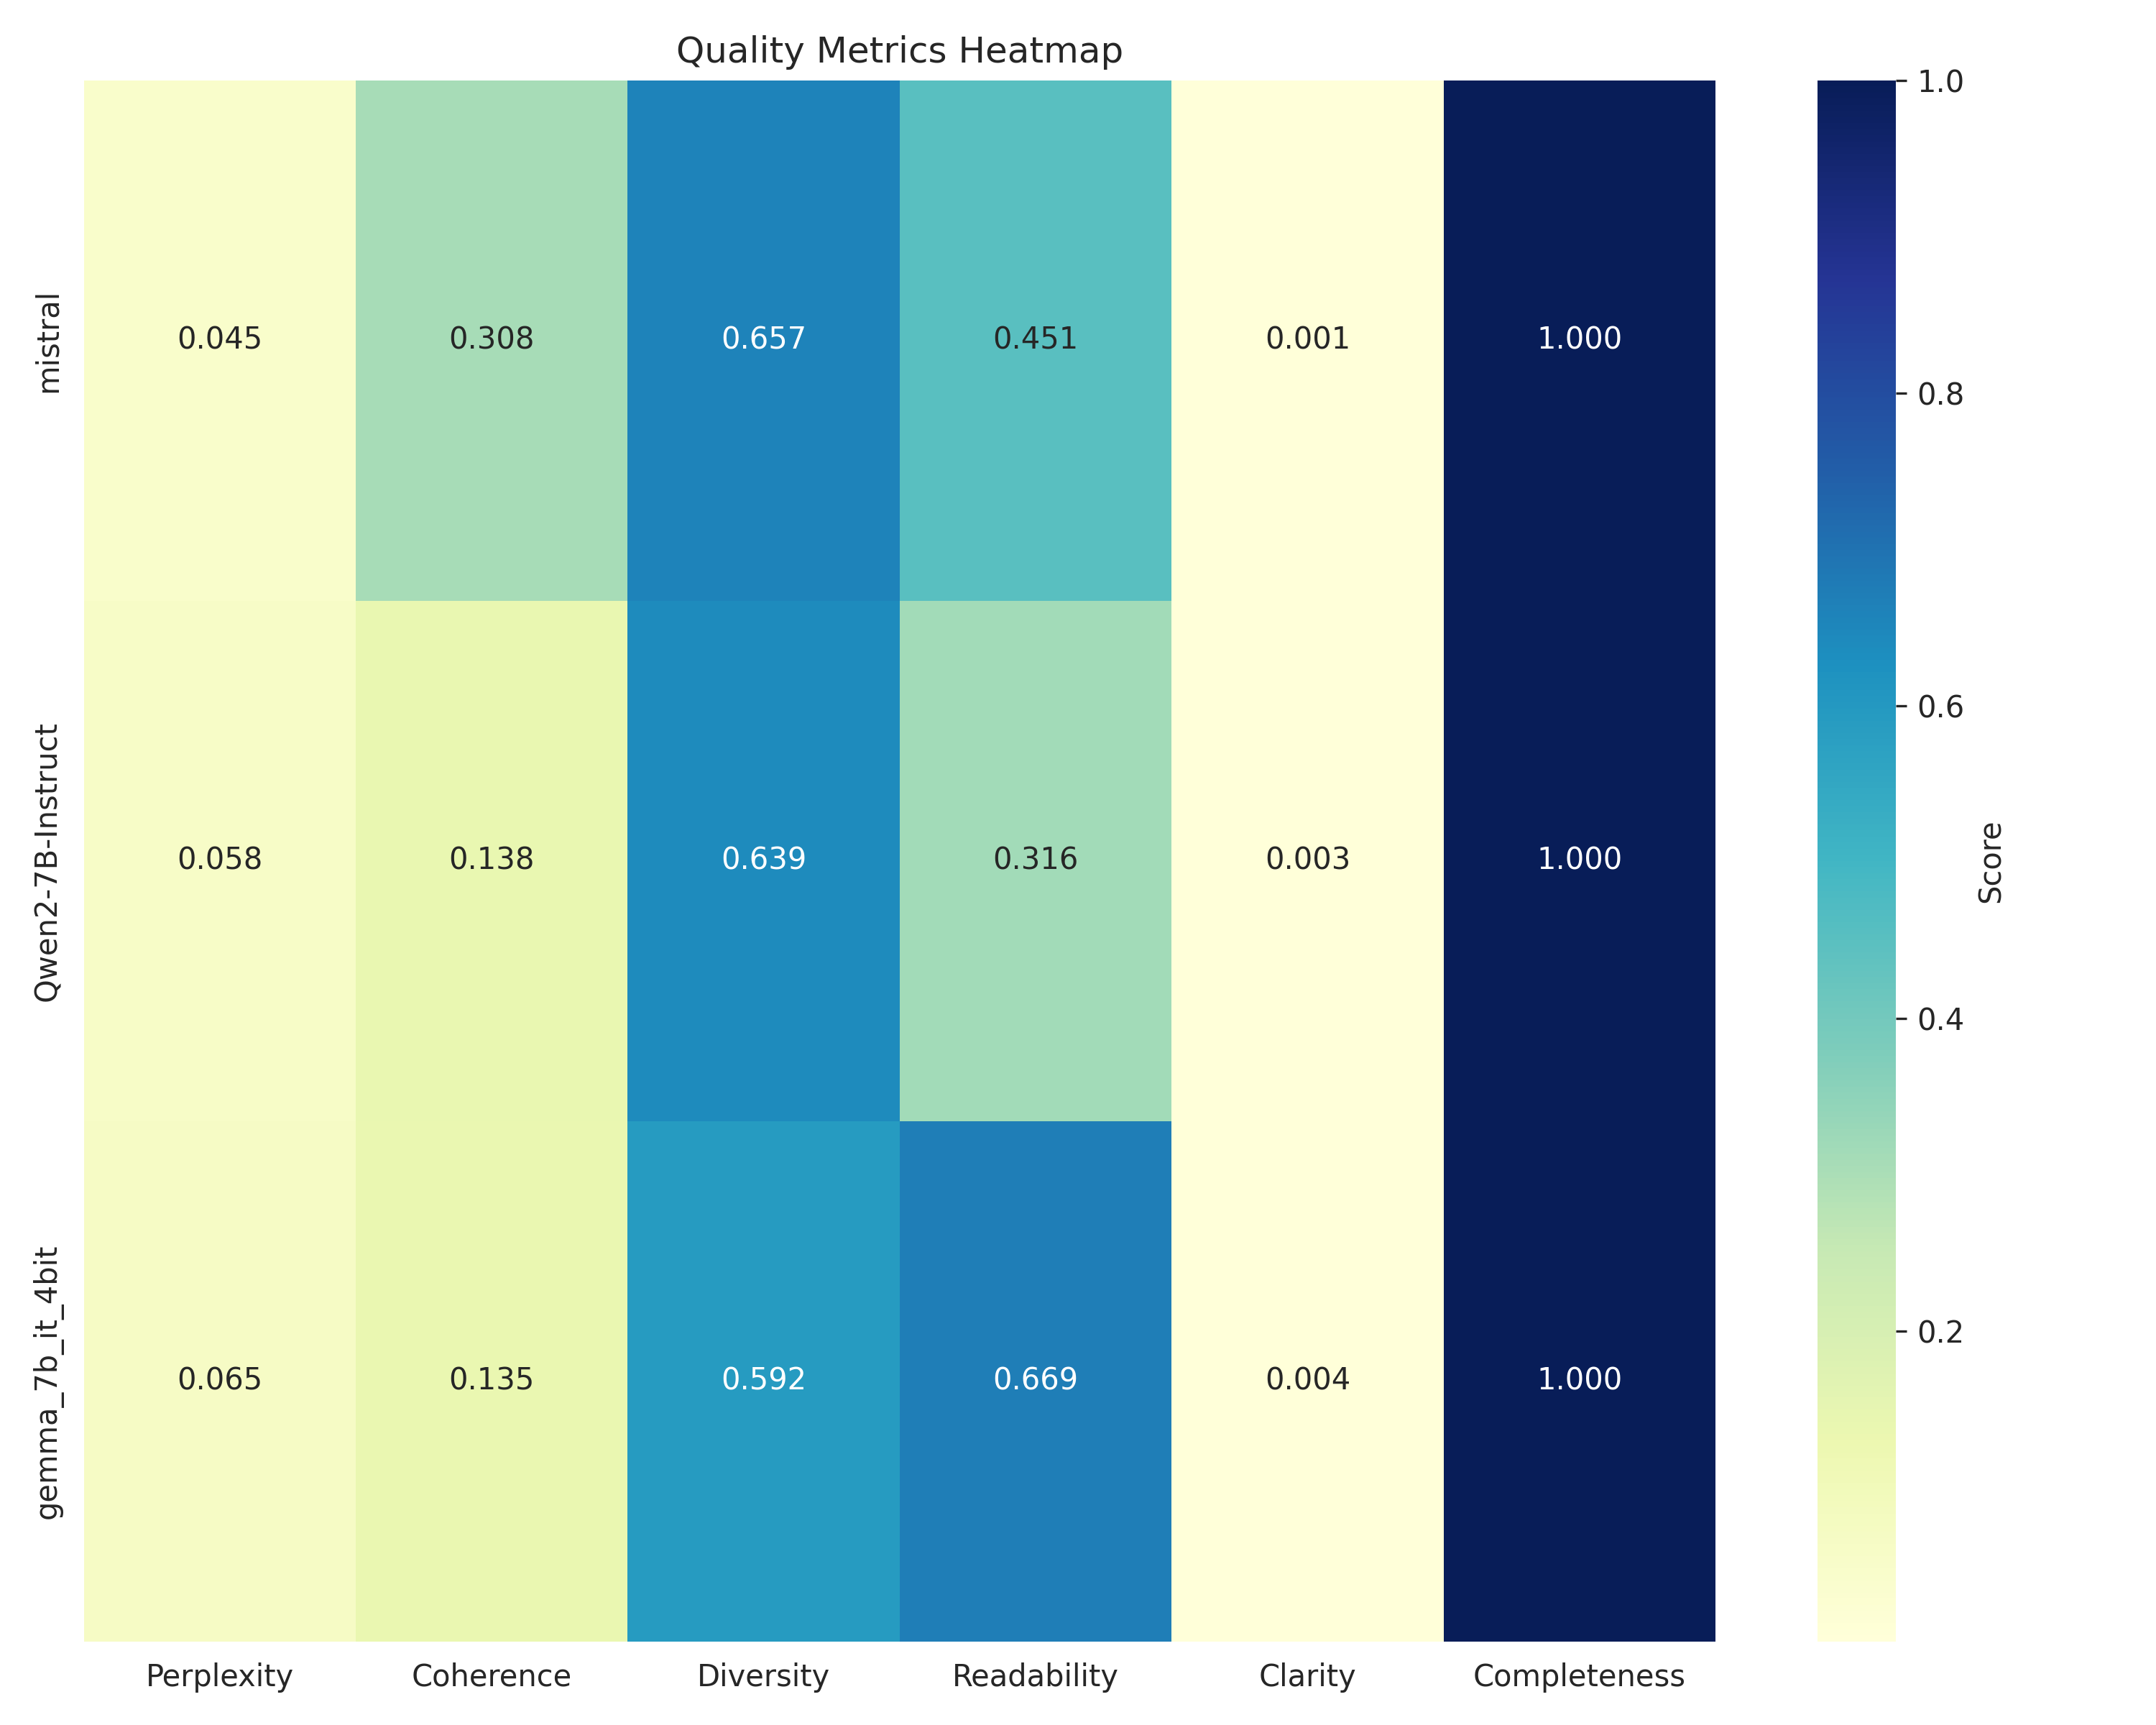 Quality Metrics Heatmap
mistral
0.045 0.308 0.657 0.451 0.001 1.000
Qwen2-7B-Instruct
0.058 0.138 0.639 0.316 0.003 1.000
gemma_7b_it_4bit
0.065 0.135 0.592 0.669 0.004 1.000
Perplexity Coherence Diversity Readability Clarity Completeness
1.0
0.8
0.6
0.4
0.2
Score